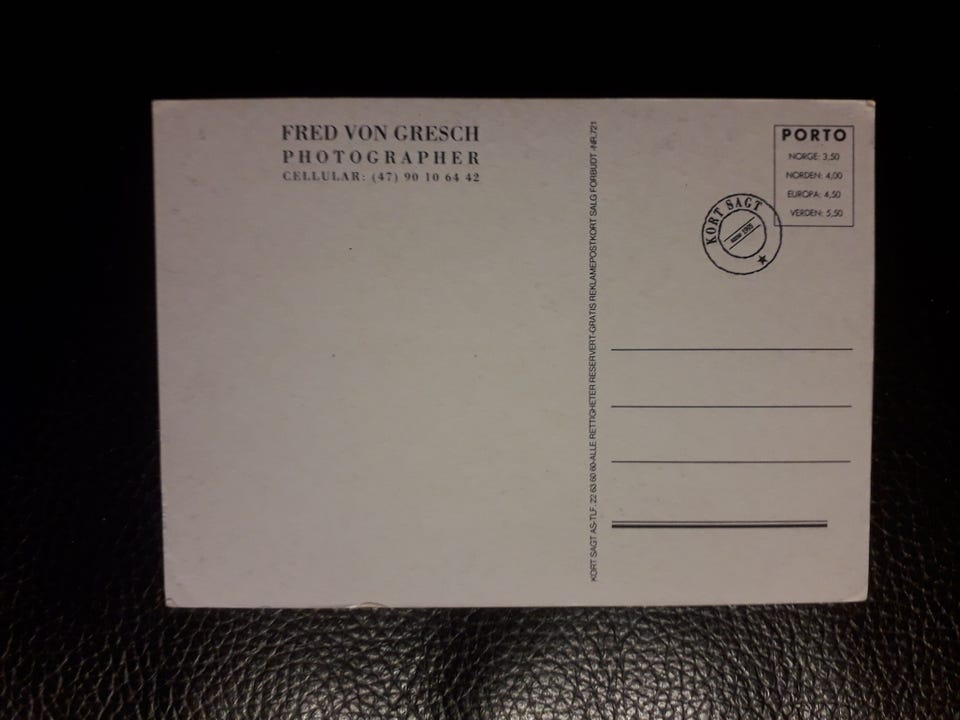 FRED VON GRESCH
PHOTOGRAPHER
CELLULAR: (47) 90 10 64 42
KORT SAGT AS-TLF. 22 63 60 60-ALLE RETTIGHETER RESERVERT-GRATIS REKLAMEPOSTKORT SALG FORBUDT -NR.721
PORTO
NORGE: 3,50
NORDEN: 4,00
EUROPA: 4,50
VERDEN: 5,50
KORT SAGT